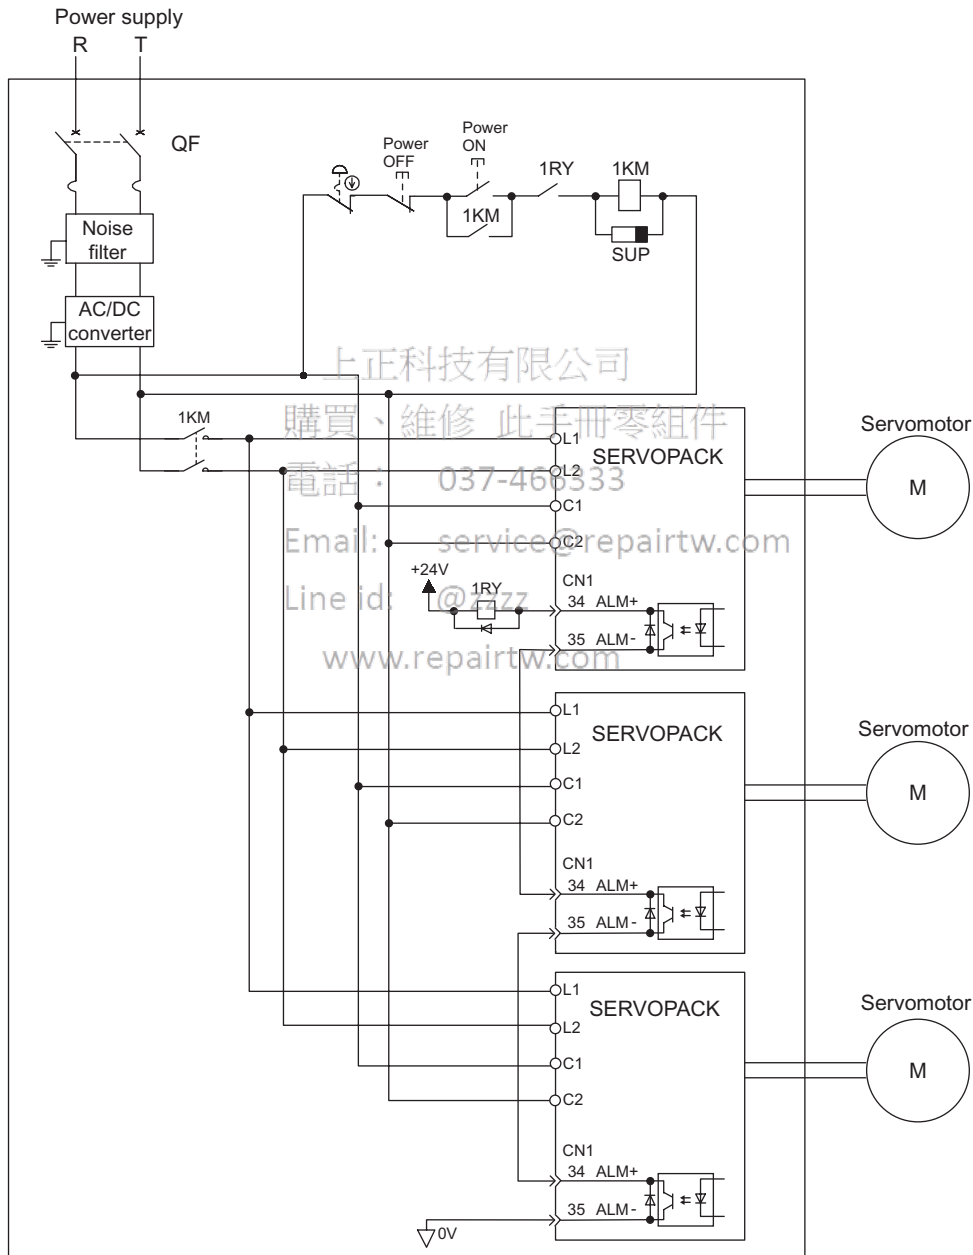 Power supply
R T
QF
Power
OFF
Power
ON
1RY
1KM
1KM
SUP
Noise
filter
AC/DC
converter
上正科技有限公司
1KM
購買、維修 此手冊零組件
Servomotor
L1
SERVOPACK
M
L2
電話： 037-466333
C1
Email: service@repairtw.com
C2
+24V
1RY
CN1
Line id: @zzzz
34 ALM+
35 ALM-
www.repairtw.com
L1
SERVOPACK
Servomotor
M
L2
C1
C2
CN1
34 ALM+
35 ALM-
L1
SERVOPACK
Servomotor
M
L2
C1
C2
CN1
34 ALM+
35 ALM-
0V